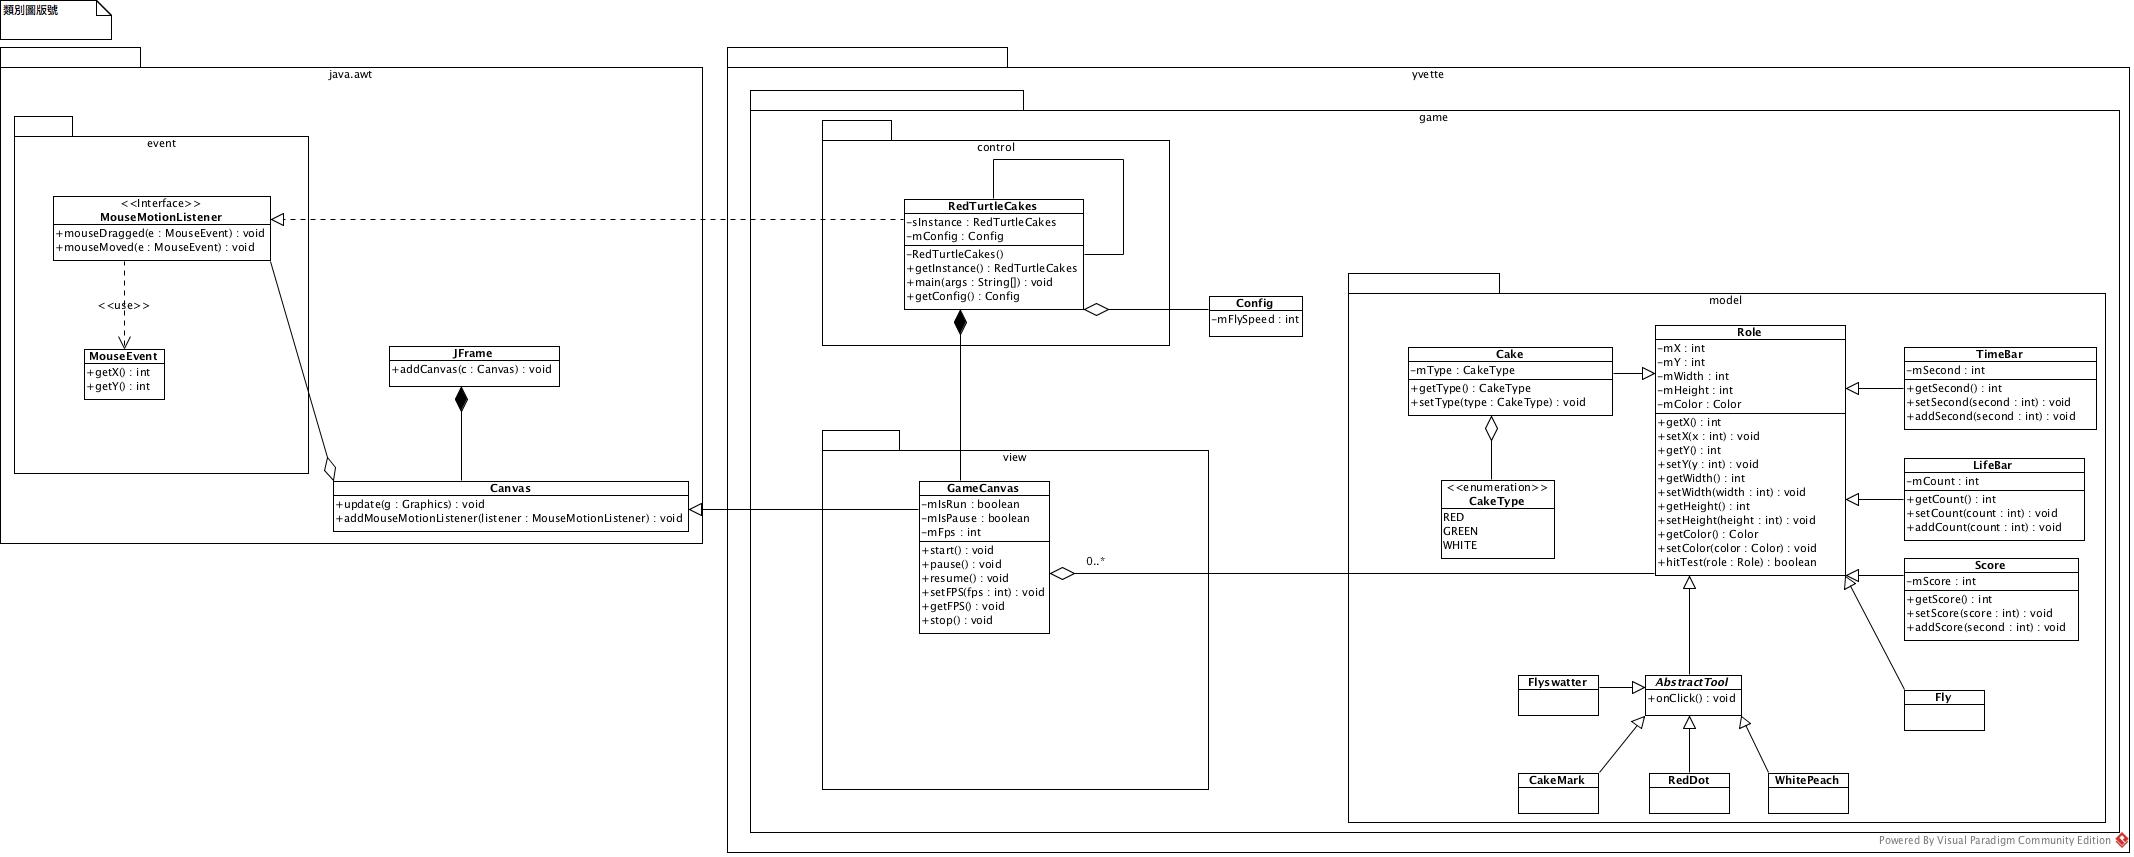 類別圖版號
java.awt
event
<<Interface>>
MouseMotionListener
+mouseDragged(e : MouseEvent) : void
+mouseMoved(e : MouseEvent) : void
<<use>>
MouseEvent
+getX() : int
+getY() : int
JFrame
+addCanvas(c : Canvas) : void
Canvas
+update(g : Graphics) : void
+addMouseMotionListener(listener : MouseMotionListener) : void
yvette
game
control
RedTurtleCakes
-sInstance : RedTurtleCakes
-mConfig : Config
-RedTurtleCakes()
+getInstance() : RedTurtleCakes
+main(args : String[]) : void
+getConfig() : Config
Config
-mFlySpeed : int
view
GameCanvas
-mIsRun : boolean
-mIsPause : boolean
-mFps : int
+start() : void
+pause() : void
+resume() : void
+setFPS(fps : int) : void
+getFPS() : void
+stop() : void
0..*
model
Cake
-mType : CakeType
+getType() : CakeType
+setType(type : CakeType) : void
<<enumeration>>
CakeType
RED
GREEN
WHITE
Role
-mX : int
-mY : int
-mWidth : int
-mHeight : int
-mColor : Color
+getX() : int
+setX(x : int) : void
+getY() : int
+setY(y : int) : void
+getWidth() : int
+setWidth(width : int) : void
+getHeight() : int
+setHeight(height : int) : void
+getColor() : Color
+setColor(color : Color) : void
+hitTest(role : Role) : boolean
TimeBar
-mSecond : int
+getSecond() : int
+setSecond(second : int) : void
+addSecond(second : int) : void
LifeBar
-mCount : int
+getCount() : int
+setCount(count : int) : void
+addCount(count : int) : void
Score
-mScore : int
+getScore() : int
+setScore(score : int) : void
+addScore(second : int) : void
Flyswatter
AbstractTool
+onClick() : void
Fly
CakeMark
RedDot
WhitePeach
Powered By Visual Paradigm Community Edition